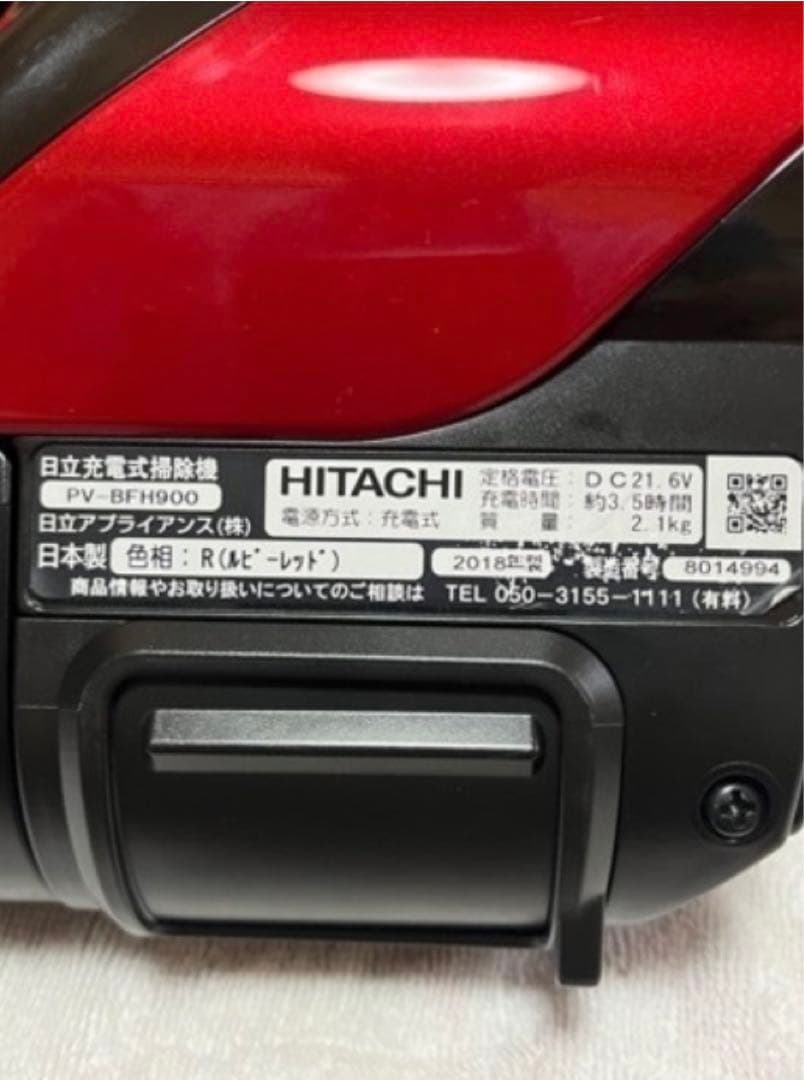 日立充電式掃除機
PV-BFH900
日立アプライアンス(株)
HITACHI
電源方式：充電式
定格電圧：DC21.6V
充電時間：約3.5時間
質量：2.1kg
日本製 色相：R(ﾙﾋﾞｰﾚｯﾄﾞ) 2018年製 製造番号 8014994
商品情報やお取り扱いについてのご相談は TEL 050-3155-1111 (有料)